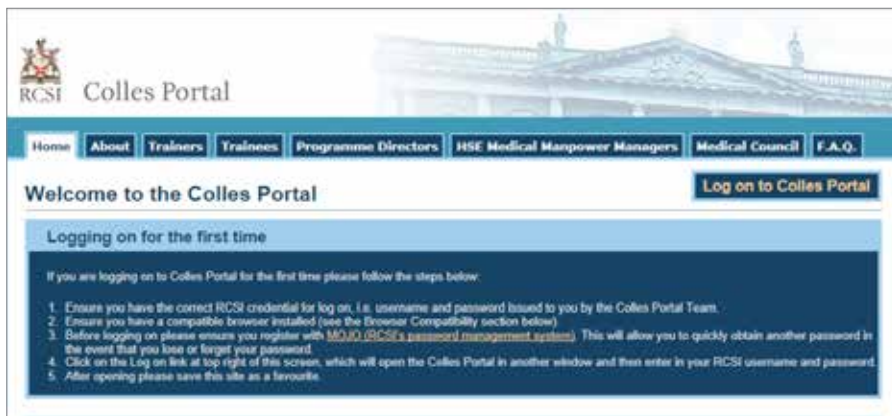 RCSI Colles Portal
Home About Trainers Trainees Programme Directors HSE Medical Manpower Managers Medical Council F.A.Q.
Welcome to the Colles Portal
Log on to Colles Portal
Logging on for the first time
If you are logging on to Colles Portal for the first time please follow the steps below:
1. Ensure you have the correct RCSI credential for log on, i.e. username and password issued to you by the Colles Portal Team.
2. Ensure you have a compatible browser installed (see the Browser Compatibility section below)
3. Before logging on please ensure you register with MOJO (RCSI's password management system). This will allow you to quickly obtain another password in
the event that you lose or forget your password.
4. Click on the Log on link at top right of this screen, which will open the Colles Portal in another window and then enter in your RCSI username and password.
5. After opening please save this site as a favourite.